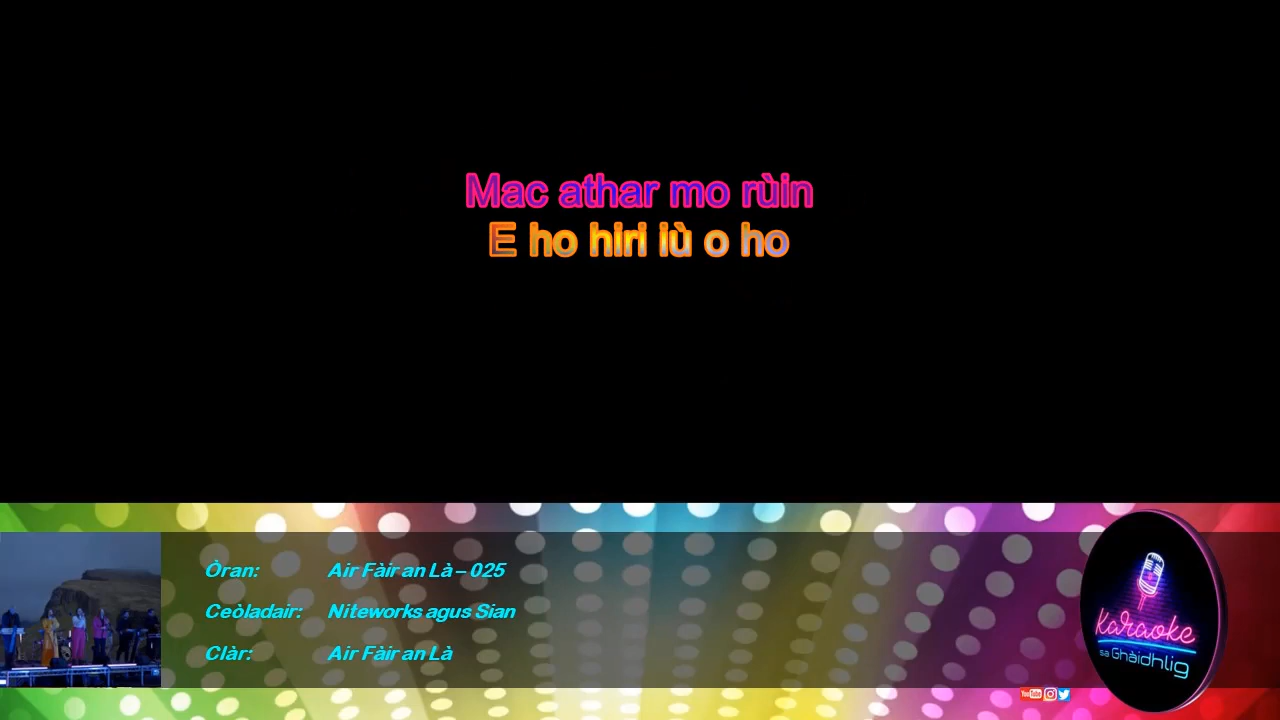 Mac athar mo rùin
E ho hiri iù o ho
Òran: Air Fàir an Là – 025
Ceòladair: Niteworks agus Sian
Clàr: Air Fàir an Là
Karaoke
sa Ghàidhlig
YouTube